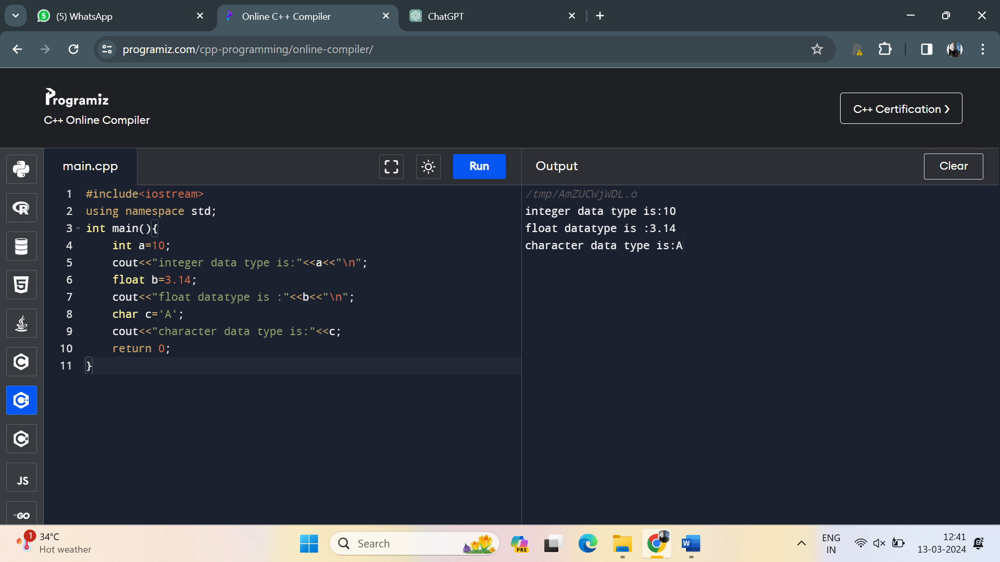 5 (5) WhatsApp
Online C++ Compiler
ChatGPT
programiz.com/cpp-programming/online-compiler/
Programiz
C++ Online Compiler
C++ Certification ❯
main.cpp
Run
Output
Clear
1 #include<iostream>
2 using namespace std;
3 int main(){
4 int a=10;
5 cout<<"integer data type is:"<<a<<"\n";
6 float b=3.14;
7 cout<<"float datatype is :"<<b<<"\n";
8 char c='A';
9 cout<<"character data type is:"<<c;
10 return 0;
11 }
/tmp/AmZUCWjWDL.o
integer data type is:10
float datatype is :3.14
character data type is:A
R
5
C
C++
C#
JS
GO
1
34°C
Hot weather
Search
PRE
W
ENG
IN
12:41
13-03-2024